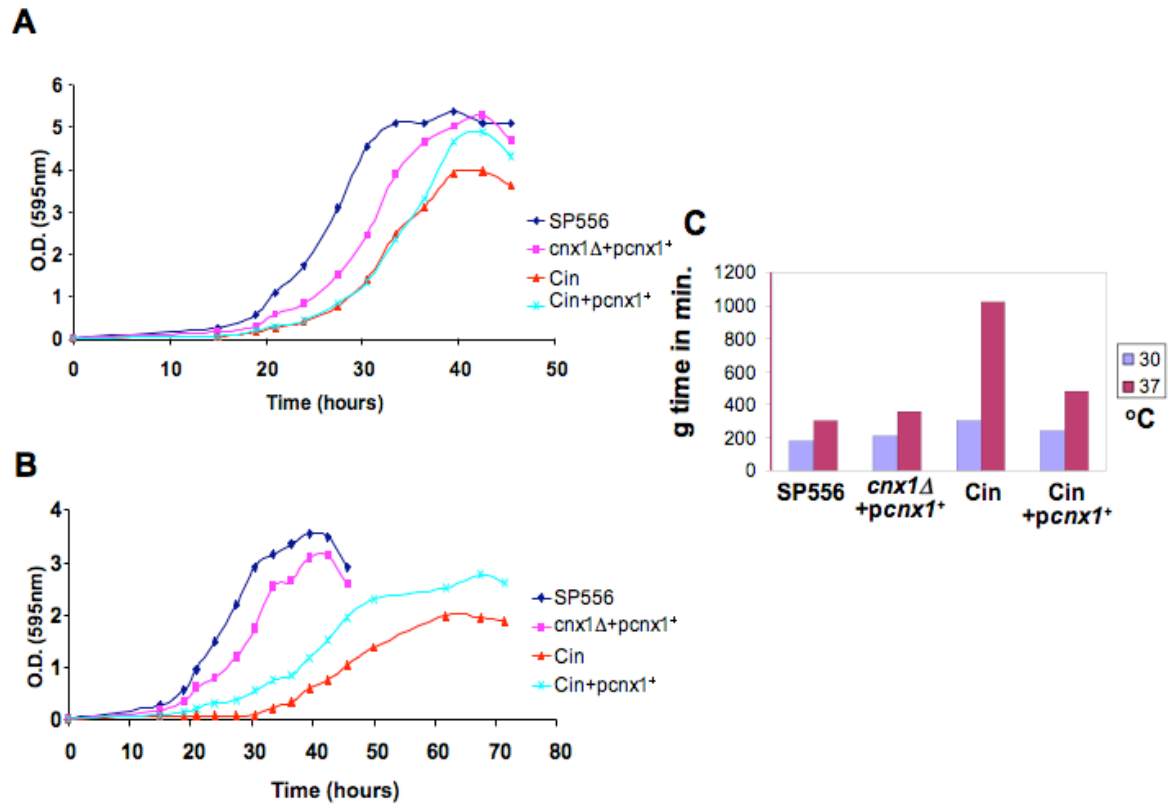 A
6
5
4
3
2
1
0
O.D. (595nm)
0 10 20 30 40 50
Time (hours)
SP556
cnx1Δ+pcnx1⁺
Cin
Cin+pcnx1⁺
B
4
3
2
1
0
O.D. (595nm)
0 10 20 30 40 50 60 70 80
Time (hours)
SP556
cnx1Δ+pcnx1⁺
Cin
Cin+pcnx1⁺
C
1200
1000
800
600
400
200
0
g time in min.
SP556
cnx1Δ
+pcnx1⁺
Cin
Cin
+pcnx1⁺
30
37
ºC